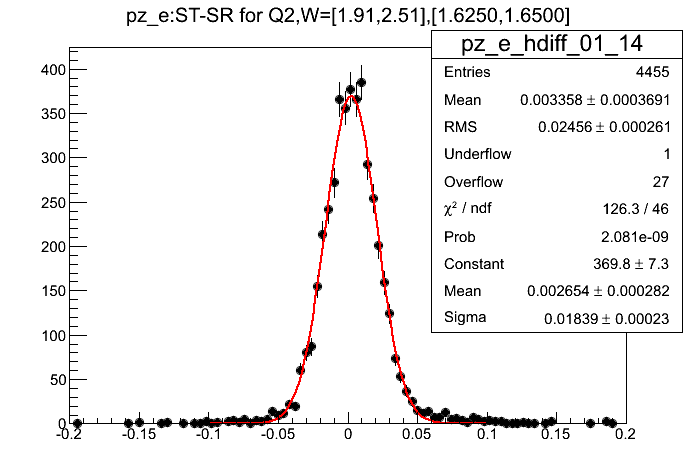 pz_e:ST-SR for Q2,W=[1.91,2.51],[1.6250,1.6500]
pz_e_hdiff_01_14
Entries 4455
Mean 0.003358 ± 0.0003691
RMS 0.02456 ± 0.000261
Underflow 1
Overflow 27
χ² / ndf 126.3 / 46
Prob 2.081e-09
Constant 369.8 ± 7.3
Mean 0.002654 ± 0.000282
Sigma 0.01839 ± 0.00023
400
350
300
250
200
150
100
50
0
-0.2 -0.15 -0.1 -0.05 0 0.05 0.1 0.15 0.2